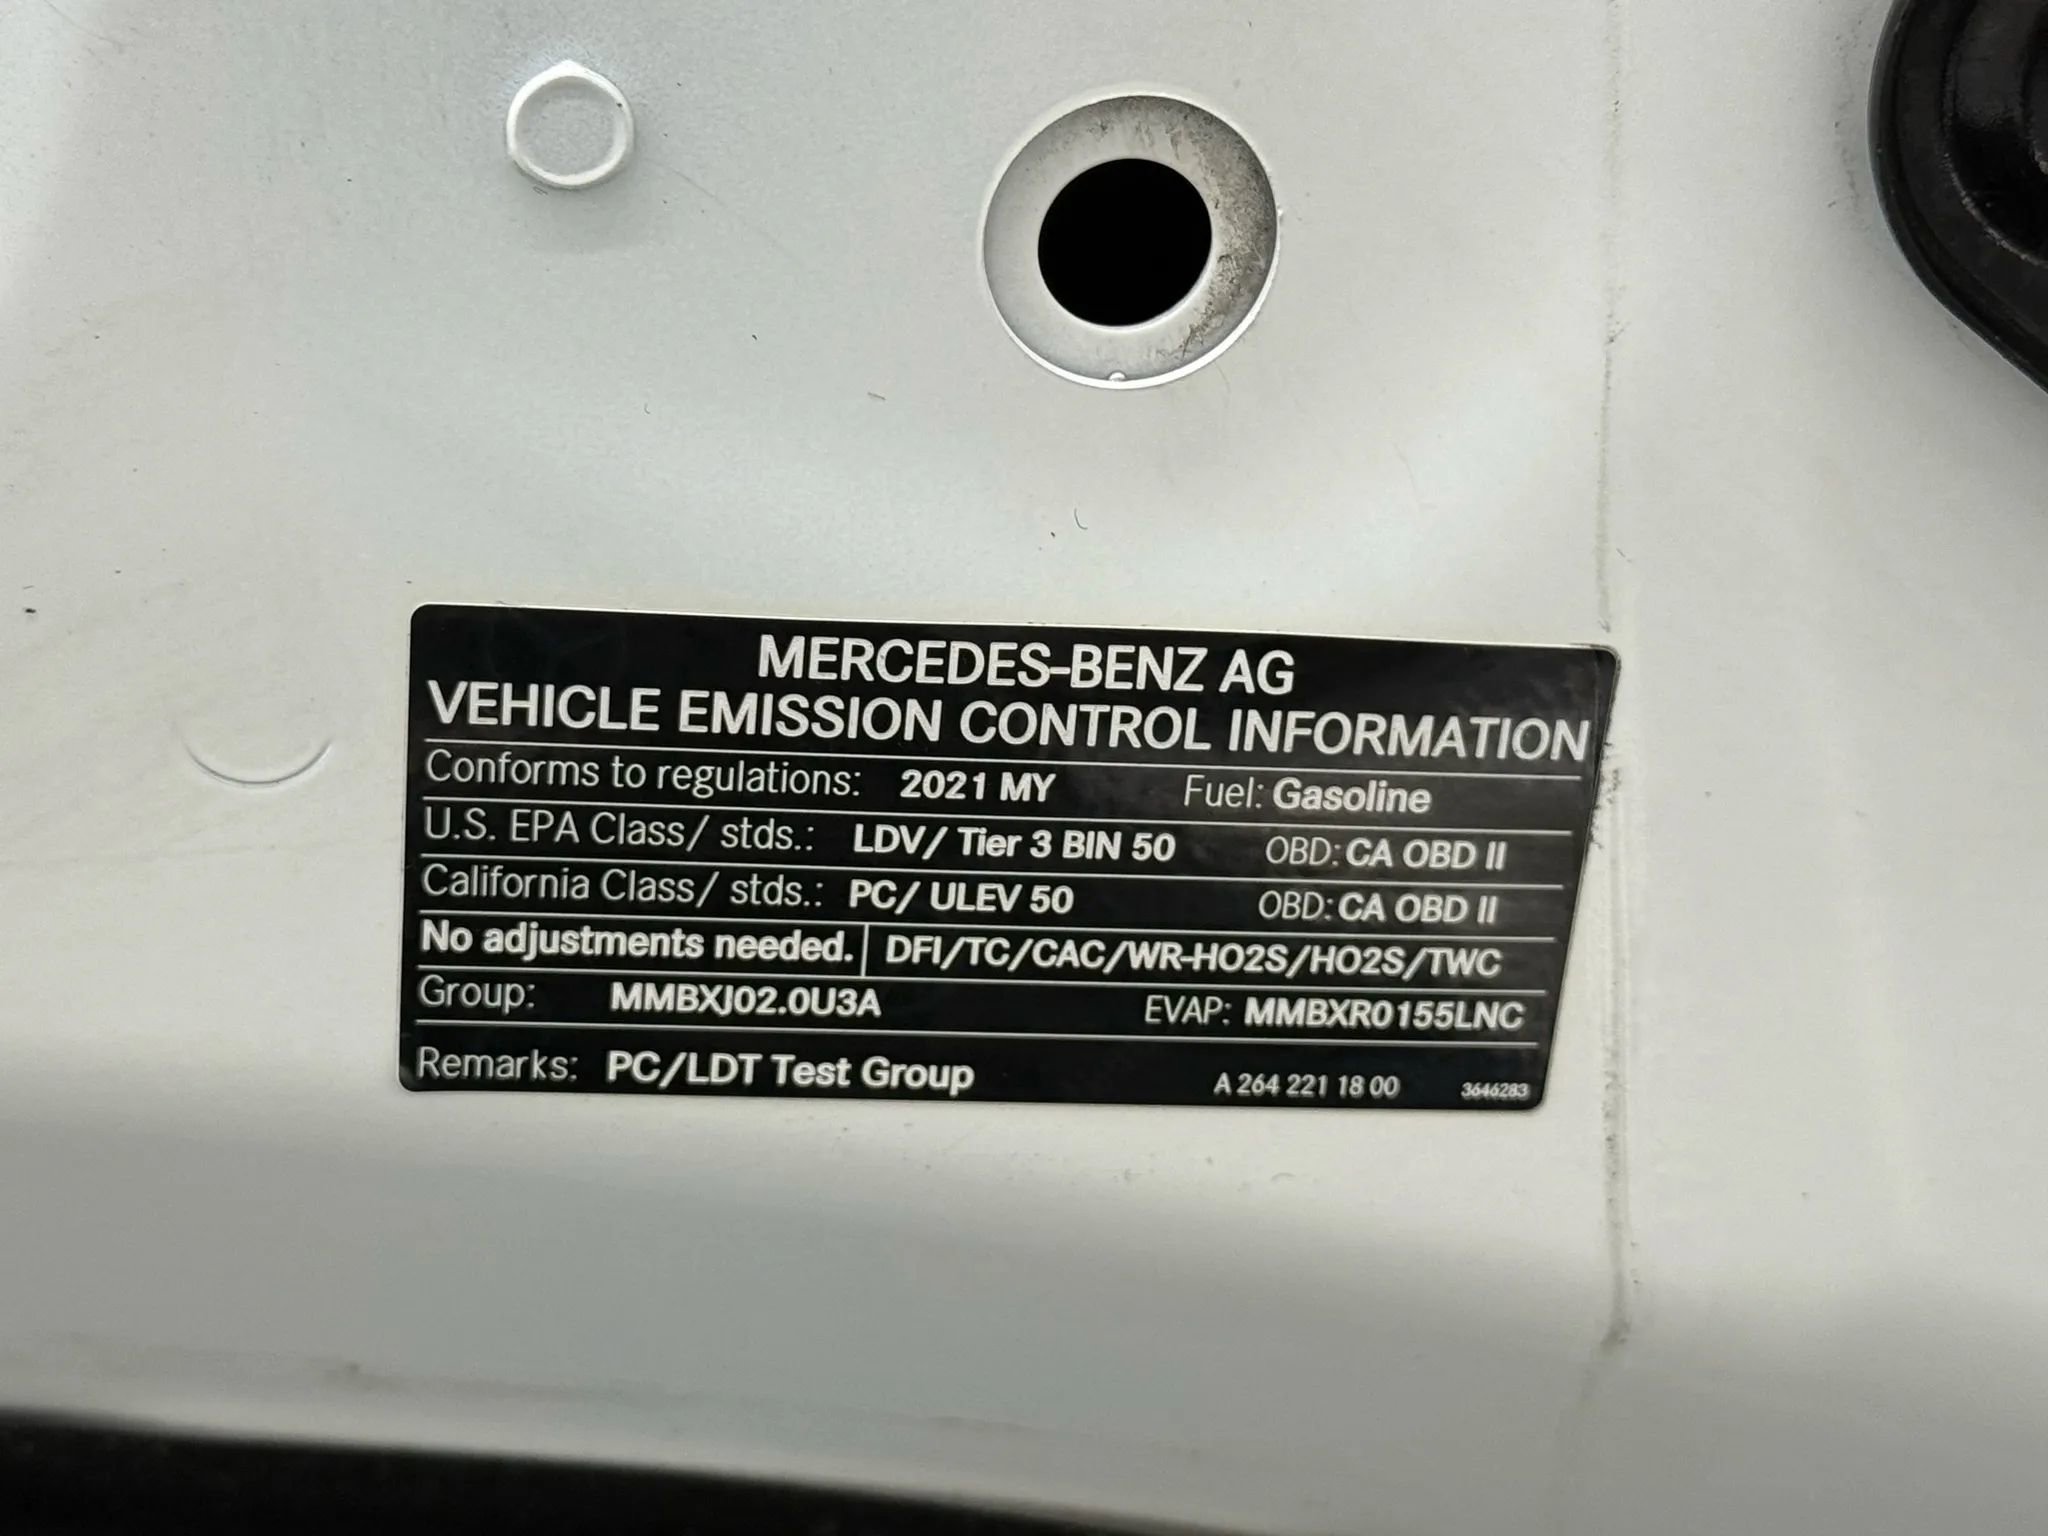 MERCEDES-BENZ AG
VEHICLE EMISSION CONTROL INFORMATION
Conforms to regulations: 2021 MY Fuel: Gasoline
U.S. EPA Class/ stds.: LDV/ Tier 3 BIN 50 OBD: CA OBD II
California Class/ stds.: PC/ ULEV 50 OBD: CA OBD II
No adjustments needed. DFI/TC/CAC/WR-HO2S/HO2S/TWC
Group: MMBXJ02.0U3A EVAP: MMBXR0155LNC
Remarks: PC/LDT Test Group A 264 221 18 00 3646283